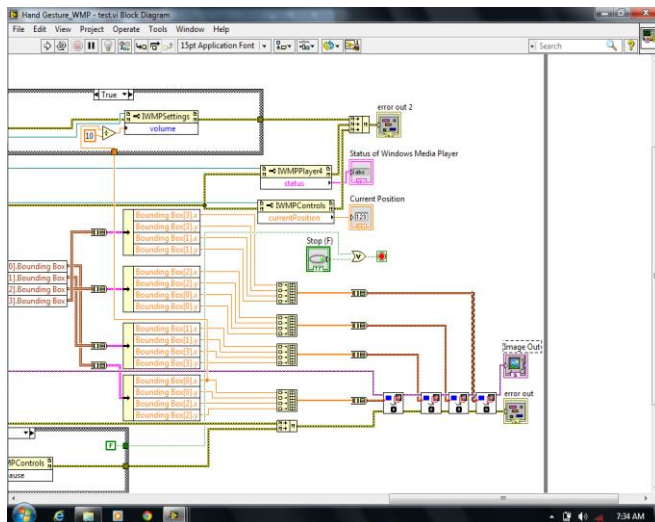 Hand Gesture_WMP - test.vi Block Diagram
File Edit View Project Operate Tools Window Help
15pt Application Font
Search
True
IWMPSettings
volume
10
error out 2
Status of Windows Media Player
abc
IWMPPlayer4
status
IWMPControls
currentPosition
Current Position
1.23
Stop (F)
Bounding Box[3].x
Bounding Box[3].y
Bounding Box[1].x
Bounding Box[1].y
0].Bounding Box
1].Bounding Box
2].Bounding Box
3].Bounding Box
Bounding Box[2].x
Bounding Box[2].y
Bounding Box[0].x
Bounding Box[0].y
Bounding Box[1].x
Bounding Box[1].y
Bounding Box[3].x
Bounding Box[3].y
Bounding Box[0].x
Bounding Box[0].y
Bounding Box[2].x
Bounding Box[2].y
Image Out
error out
F
MPControls
ause
7:34 AM